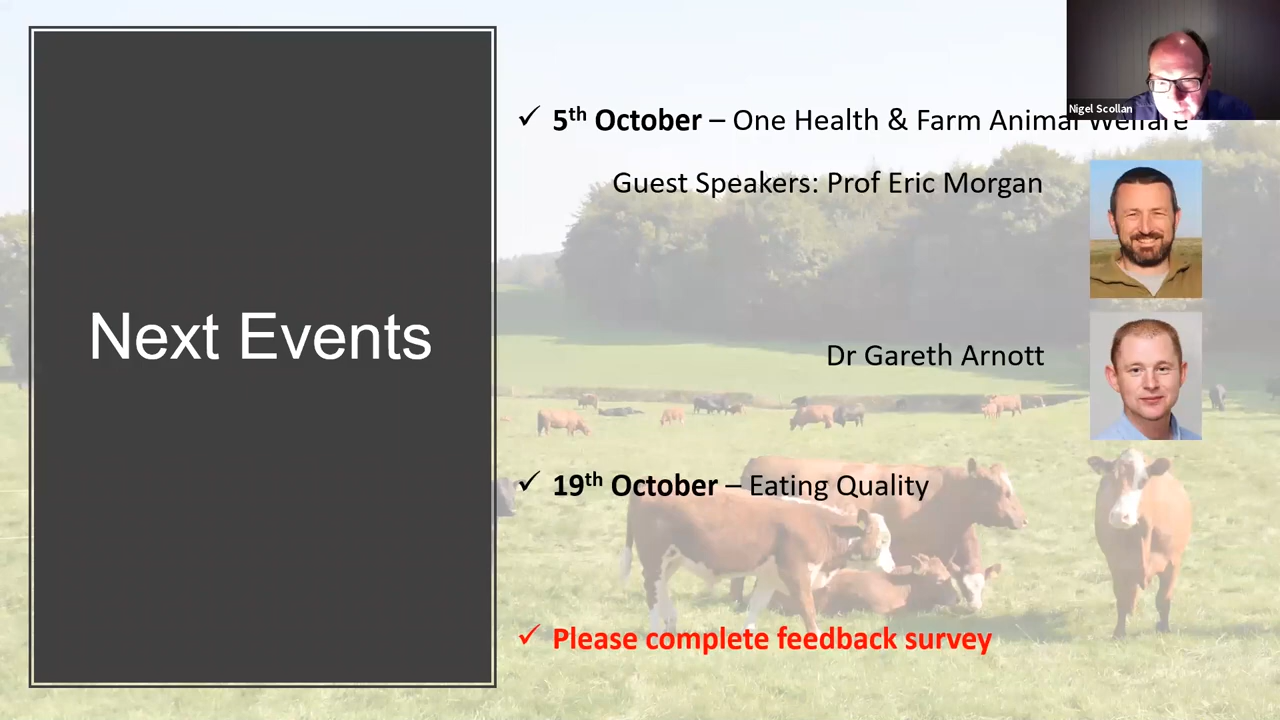 Nigel Scollan
✓ 5th October – One Health & Farm Animal Welfare
Guest Speakers: Prof Eric Morgan
Next Events
Dr Gareth Arnott
✓ 19th October – Eating Quality
✓ Please complete feedback survey